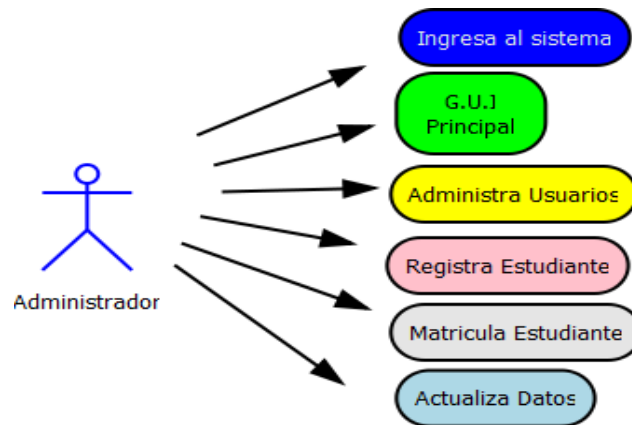 Ingresa al sistema
G.U.I
Principal
Administra Usuarios
Registra Estudiante
Administrador
Matricula Estudiante
Actualiza Datos